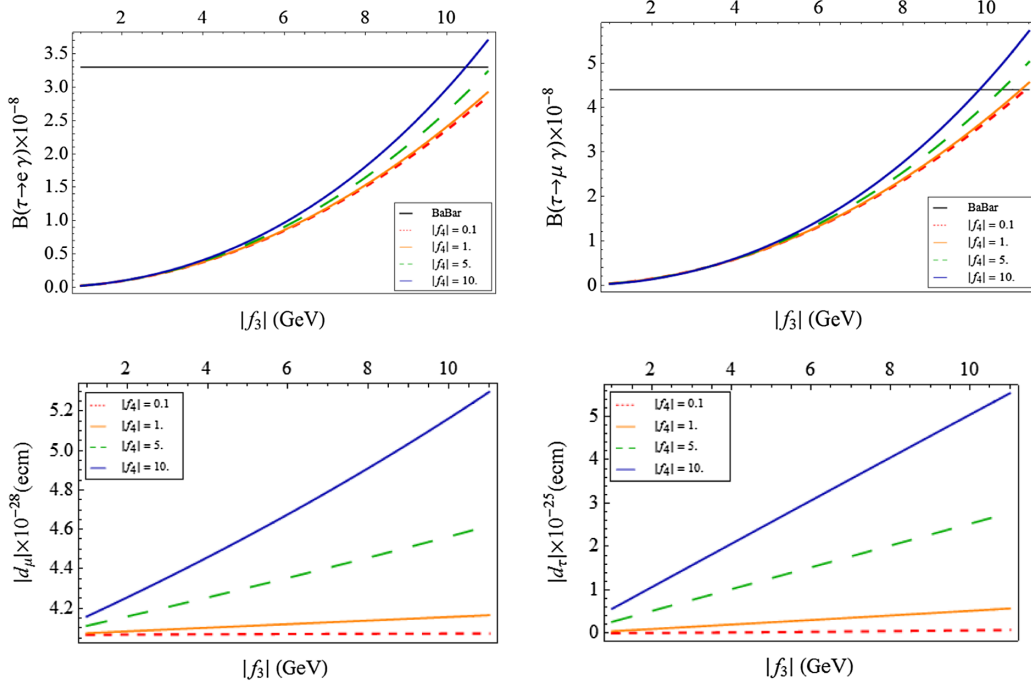 2 4 6 8 10
B(τ→e γ)×10⁻⁸
3.5
3.0
2.5
2.0
1.5
1.0
0.5
0.0
BaBar
|f₄| = 0.1
|f₄| = 1.
|f₄| = 5.
|f₄| = 10.
|f₃| (GeV)
2 4 6 8 10
B(τ→μ γ)×10⁻⁸
5
4
3
2
1
0
BaBar
|f₄| = 0.1
|f₄| = 1.
|f₄| = 5.
|f₄| = 10.
|f₃| (GeV)
2 4 6 8 10
|d_μ|×10⁻²⁸(ecm)
5.2
5.0
4.8
4.6
4.4
4.2
|f₄| = 0.1
|f₄| = 1.
|f₄| = 5.
|f₄| = 10.
|f₃| (GeV)
2 4 6 8 10
|d_τ|×10⁻²⁵(ecm)
5
4
3
2
1
0
|f₄| = 0.1
|f₄| = 1.
|f₄| = 5.
|f₄| = 10.
|f₃| (GeV)